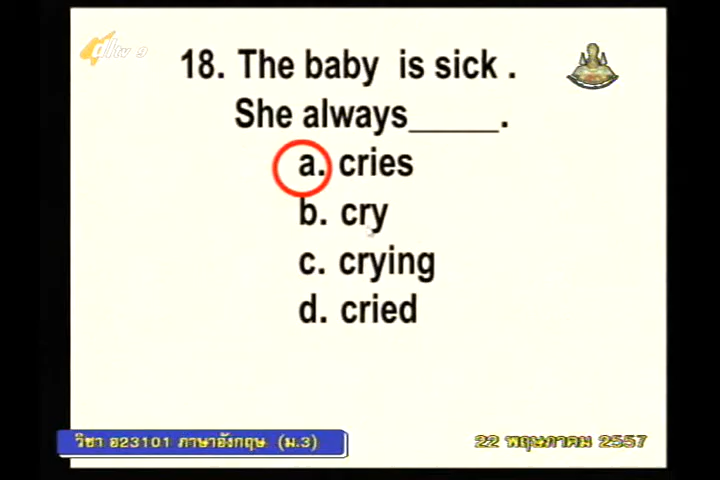 dltv 9
18. The baby is sick .
She always_____.
a. cries
b. cry
c. crying
d. cried
วิชา อ23101 ภาษาอังกฤษ (ม.3)
22 พฤษภาคม 2557